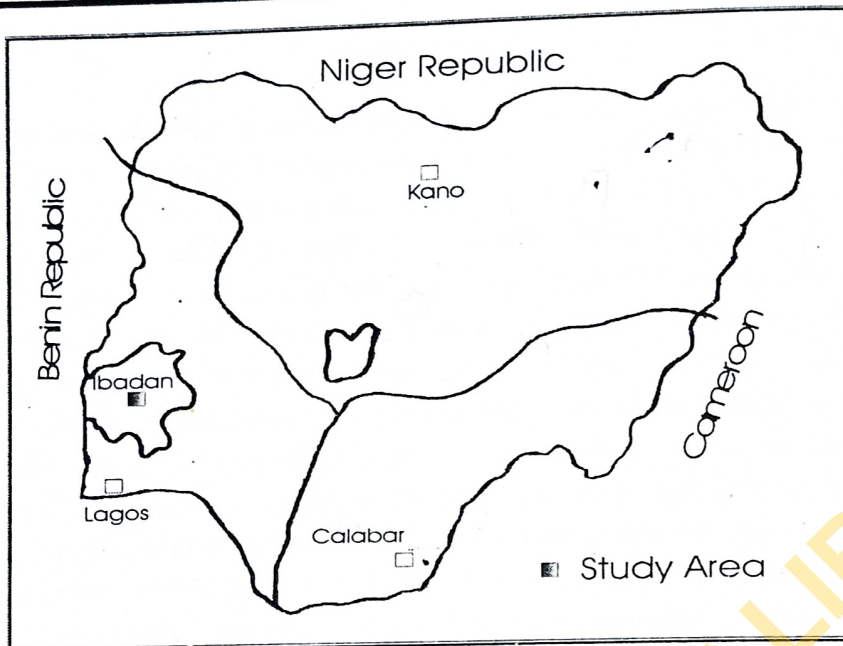 Niger Republic
Kano
Benin Republic
Ibadan
Cameroon
Lagos
Calabar
Study Area